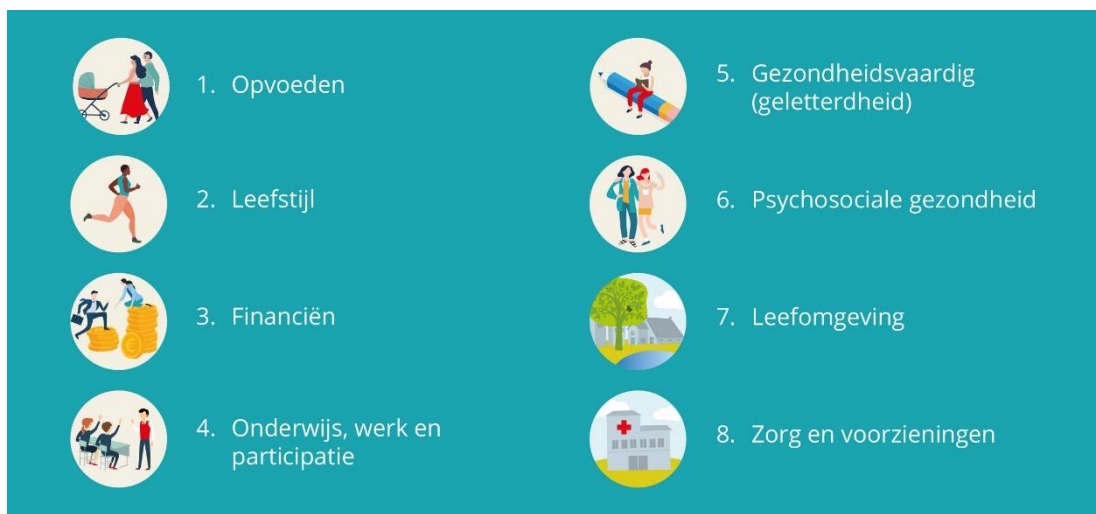 1. Opvoeden
2. Leefstijl
3. Financiën
4. Onderwijs, werk en
participatie
5. Gezondheidsvaardig
(geletterdheid)
6. Psychosociale gezondheid
7. Leefomgeving
8. Zorg en voorzieningen